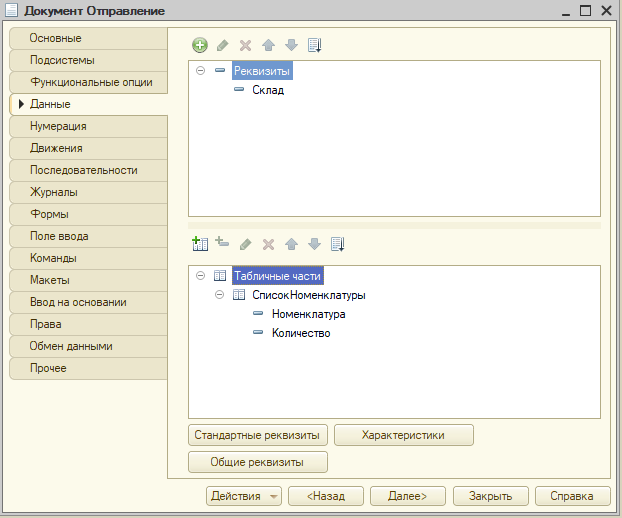 Документ Отправление
Основные
Подсистемы
Функциональные опции
Данные
Нумерация
Движения
Последовательности
Журналы
Формы
Поле ввода
Команды
Макеты
Ввод на основании
Права
Обмен данными
Прочее
Реквизиты
Склад
Табличные части
СписокНоменклатуры
Номенклатура
Количество
Стандартные реквизиты
Характеристики
Общие реквизиты
Действия
<Назад
Далее>
Закрыть
Справка